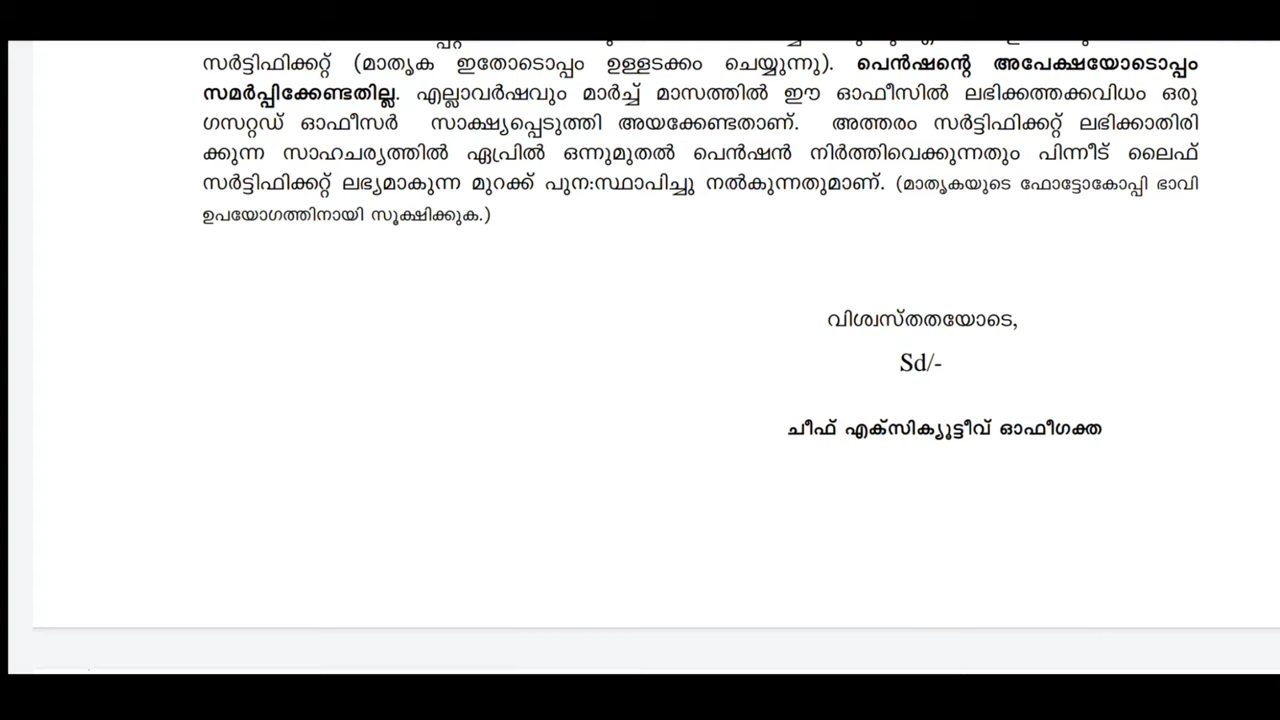 സർട്ടിഫിക്കറ്റ് (മാതൃക ഇതോടൊപ്പം ഉള്ളടക്കം ചെയ്യുന്നു). പെൻഷന്റെ അപേക്ഷയോടൊപ്പം
സമർപ്പിക്കേണ്ടതില്ല. എല്ലാവർഷവും മാർച്ച് മാസത്തിൽ ഈ ഓഫീസിൽ ലഭിക്കത്തക്കവിധം ഒരു
ഗസറ്റഡ് ഓഫീസർ സാക്ഷ്യപ്പെടുത്തി അയക്കേണ്ടതാണ്. അത്തരം സർട്ടിഫിക്കറ്റ് ലഭിക്കാതിരി
ക്കുന്ന സാഹചര്യത്തിൽ ഏപ്രിൽ ഒന്നുമുതൽ പെൻഷൻ നിർത്തിവെക്കുന്നതും പിന്നീട് ലൈഫ്
സർട്ടിഫിക്കറ്റ് ലഭ്യമാകുന്ന മുറക്ക് പുന:സ്ഥാപിച്ചു നൽകുന്നതുമാണ്. (മാതൃകയുടെ ഫോട്ടോകോപ്പി ഭാവി
ഉപയോഗത്തിനായി സൂക്ഷിക്കുക.)
വിശ്വസ്തതയോടെ,
Sd/-
ചീഫ് എക്സിക്യൂട്ടീവ് ഓഫീഗക്ത